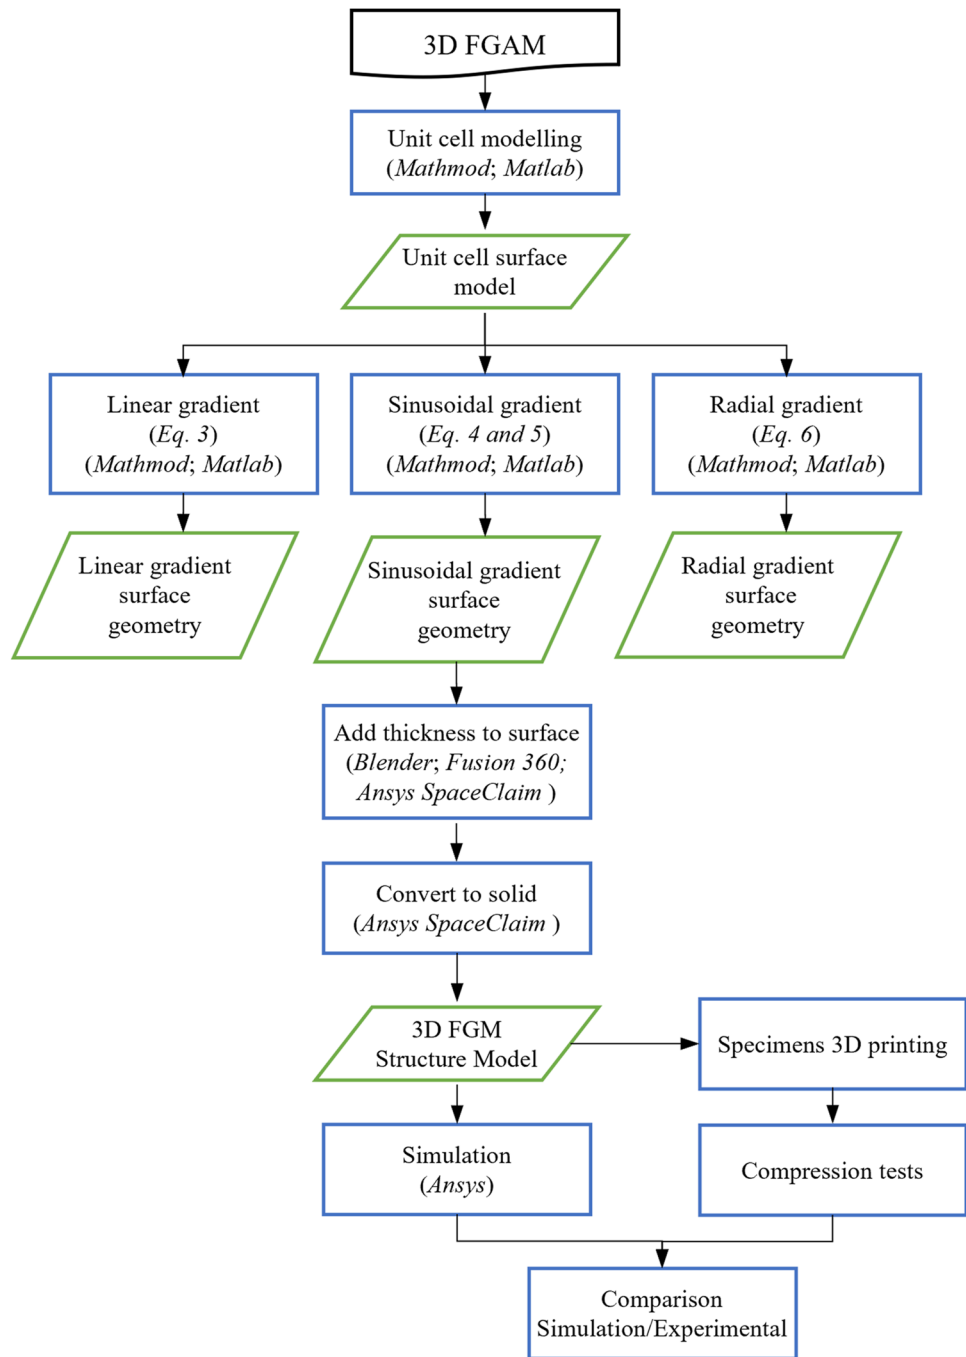 3D FGAM
Unit cell modelling
(Mathmod; Matlab)
Unit cell surface
model
Linear gradient
(Eq. 3)
(Mathmod; Matlab)
Sinusoidal gradient
(Eq. 4 and 5)
(Mathmod; Matlab)
Radial gradient
(Eq. 6)
(Mathmod; Matlab)
Linear gradient
surface
geometry
Sinusoidal gradient
surface
geometry
Radial gradient
surface
geometry
Add thickness to surface
(Blender; Fusion 360;
Ansys SpaceClaim )
Convert to solid
(Ansys SpaceClaim )
3D FGM
Structure Model
Specimens 3D printing
Simulation
(Ansys)
Compression tests
Comparison
Simulation/Experimental